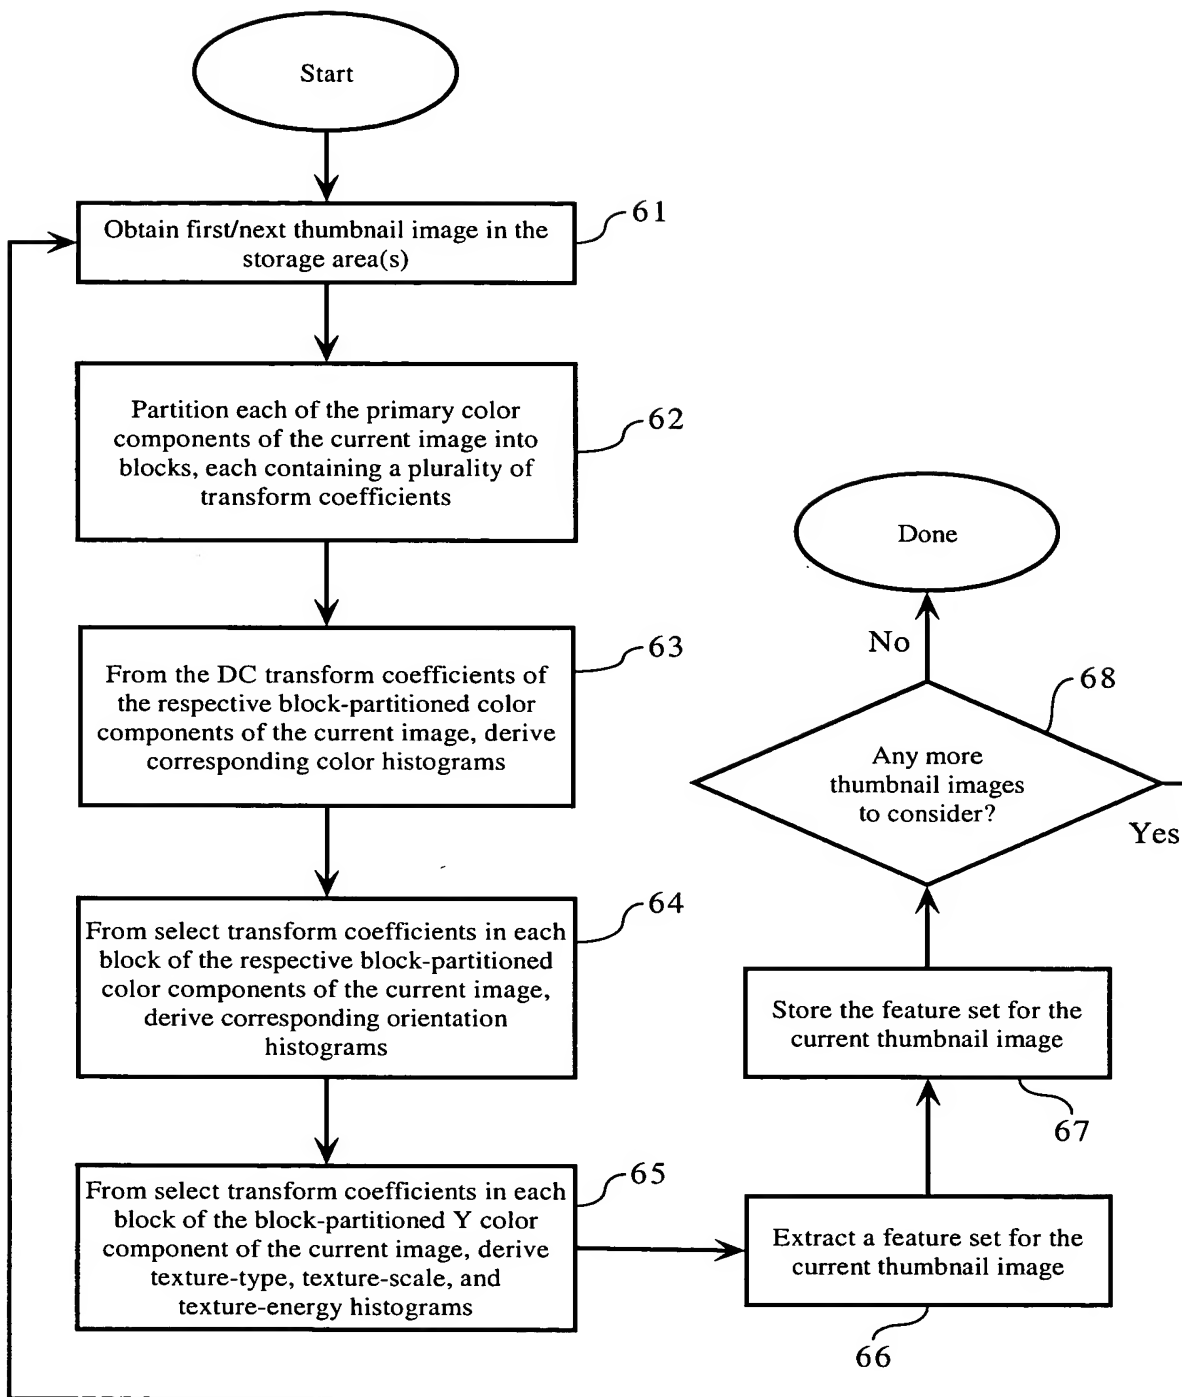 Start
61
Obtain first/next thumbnail image in the
storage area(s)
62
Partition each of the primary color
components of the current image into
blocks, each containing a plurality of
transform coefficients
63
From the DC transform coefficients of
the respective block-partitioned color
components of the current image, derive
corresponding color histograms
64
From select transform coefficients in each
block of the respective block-partitioned
color components of the current image,
derive corresponding orientation
histograms
65
From select transform coefficients in each
block of the block-partitioned Y color
component of the current image, derive
texture-type, texture-scale, and
texture-energy histograms
Extract a feature set for the
current thumbnail image
66
Store the feature set for the
current thumbnail image
67
68
Any more
thumbnail images
to consider?
Yes
No
Done